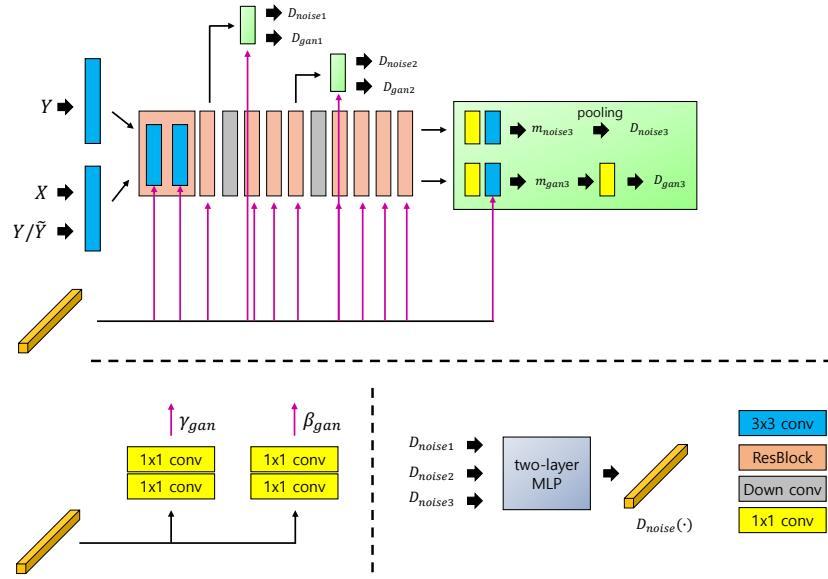 D_noise1
D_gan1
D_noise2
D_gan2
Y
X
Y/Ỹ
pooling
m_noise3
D_noise3
m_gan3
D_gan3
γ_gan
β_gan
1x1 conv
1x1 conv
1x1 conv
1x1 conv
D_noise1
D_noise2
D_noise3
two-layer
MLP
D_noise(·)
3x3 conv
ResBlock
Down conv
1x1 conv